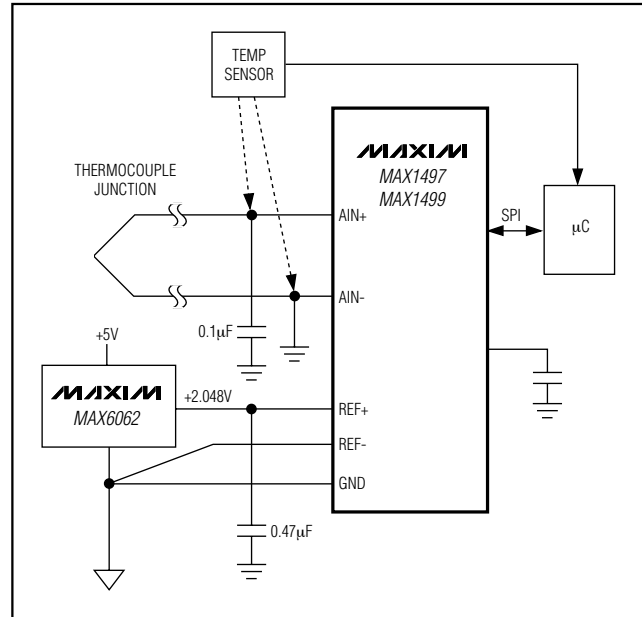 TEMP
SENSOR
MAXIM
MAX1497
MAX1499
THERMOCOUPLE
JUNCTION
AIN+
SPI
µC
AIN-
0.1µF
+5V
MAXIM
MAX6062
+2.048V
REF+
REF-
GND
0.47µF